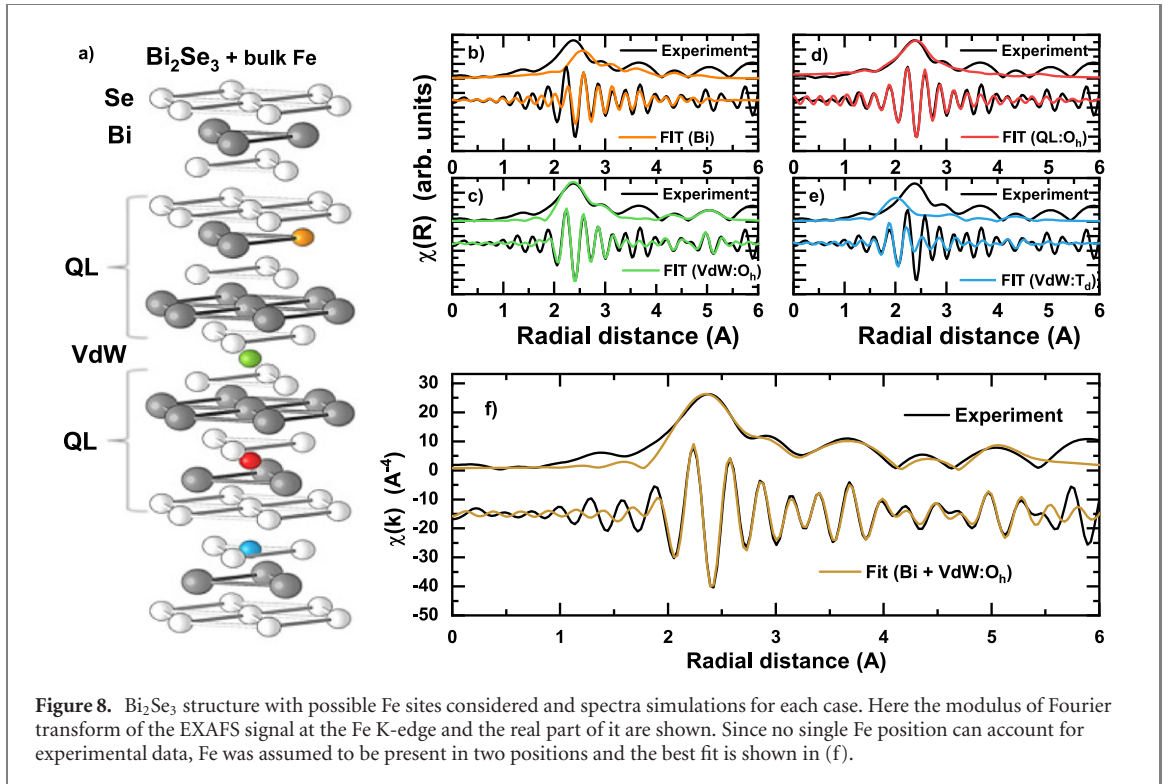 a)
Bi₂Se₃ + bulk Fe
Se
Bi
QL
VdW
QL
χ(R) (arb. units)
b)
Experiment
FIT (Bi)
0 1 2 3 4 5 6
d)
Experiment
FIT (QL:Oₕ)
0 1 2 3 4 5 6
c)
Experiment
FIT (VdW:Oₕ)
0 1 2 3 4 5 6
Radial distance (A)
e)
Experiment
FIT (VdW:T_d)
0 1 2 3 4 5 6
Radial distance (A)
f)
χ(k) (A⁻⁴)
30
20
10
0
-10
-20
-30
-40
-50
Experiment
Fit (Bi + VdW:Oₕ)
0 1 2 3 4 5 6
Radial distance (A)
Figure 8. Bi₂Se₃ structure with possible Fe sites considered and spectra simulations for each case. Here the modulus of Fourier
transform of the EXAFS signal at the Fe K-edge and the real part of it are shown. Since no single Fe position can account for
experimental data, Fe was assumed to be present in two positions and the best fit is shown in (f).